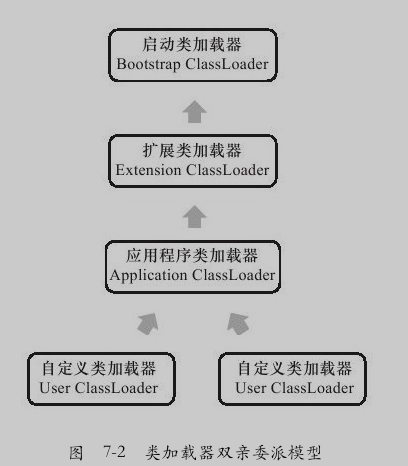 启动类加载器
Bootstrap ClassLoader
扩展类加载器
Extension ClassLoader
应用程序类加载器
Application ClassLoader
自定义类加载器
User ClassLoader
自定义类加载器
User ClassLoader
图 7-2 类加载器双亲委派模型